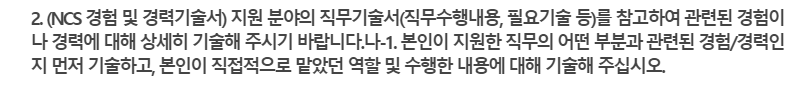 2. (NCS 경험 및 경력기술서) 지원 분야의 직무기술서(직무수행내용, 필요기술 등)를 참고하여 관련된 경험이
나 경력에 대해 상세히 기술해 주시기 바랍니다.나-1. 본인이 지원한 직무의 어떤 부분과 관련된 경험/경력인
지 먼저 기술하고, 본인이 직접적으로 맡았던 역할 및 수행한 내용에 대해 기술해 주십시오.